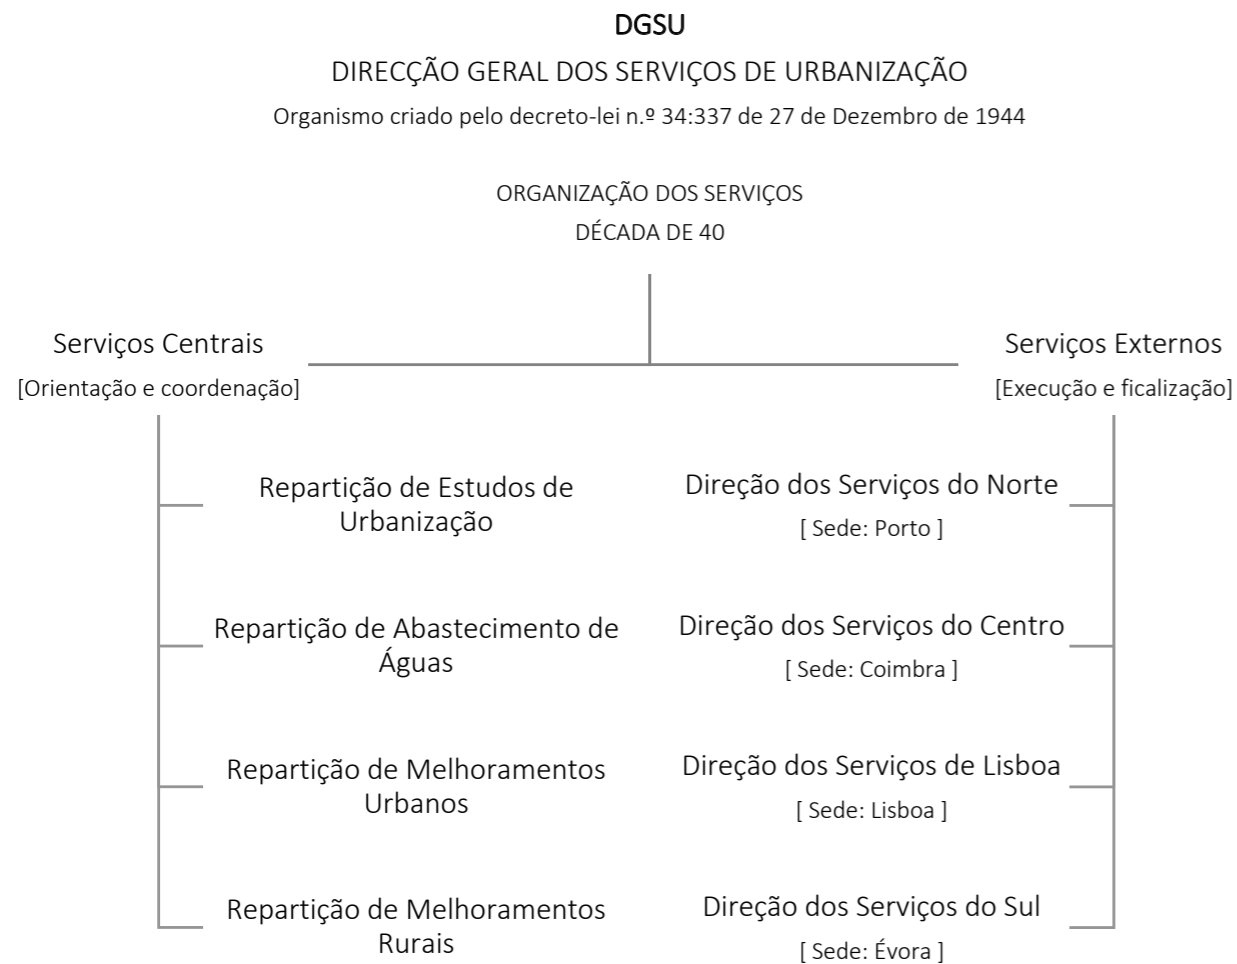 DGSU
DIRECÇÃO GERAL DOS SERVIÇOS DE URBANIZAÇÃO
Organismo criado pelo decreto-lei n.º 34:337 de 27 de Dezembro de 1944
ORGANIZAÇÃO DOS SERVIÇOS
DÉCADA DE 40
Serviços Centrais
[Orientação e coordenação]
Repartição de Estudos de
Urbanização
Repartição de Abastecimento de
Águas
Repartição de Melhoramentos
Urbanos
Repartição de Melhoramentos
Rurais
Serviços Externos
[Execução e ficalização]
Direção dos Serviços do Norte
[ Sede: Porto ]
Direção dos Serviços do Centro
[ Sede: Coimbra ]
Direção dos Serviços de Lisboa
[ Sede: Lisboa ]
Direção dos Serviços do Sul
[ Sede: Évora ]